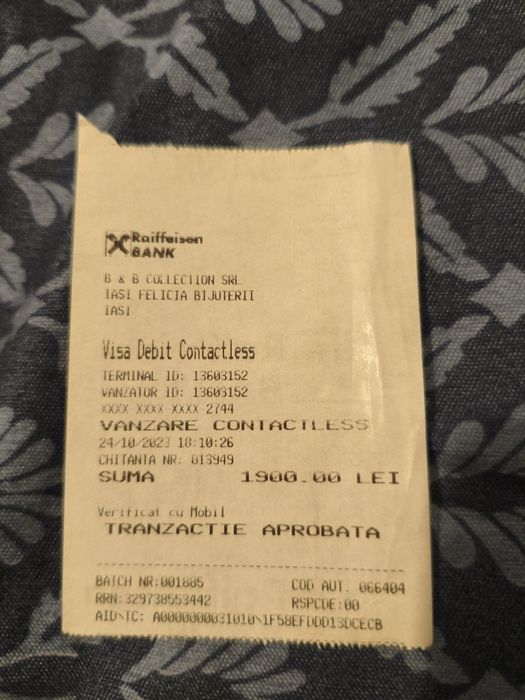 Raiffeisen
BANK
B & B COLLECTION SRL
IASI FELICIA BIJUTERII
IASI
Visa Debit Contactless
TERMINAL ID: 13603152
VANZATOR ID: 13603152
XXXX XXXX XXXX 2744
VANZARE CONTACTLESS
24/10/2023 18:10:26
CHITANTA NR: 013949
SUMA 1900.00 LEI
Verificat cu Mobil
TRANZACTIE APROBATA
BATCH NR:001885 COD AUT. 066404
RRN:329738553442 RSPCDE:00
AID\TC: A0000000031010\1F58EFDDD13DCECB